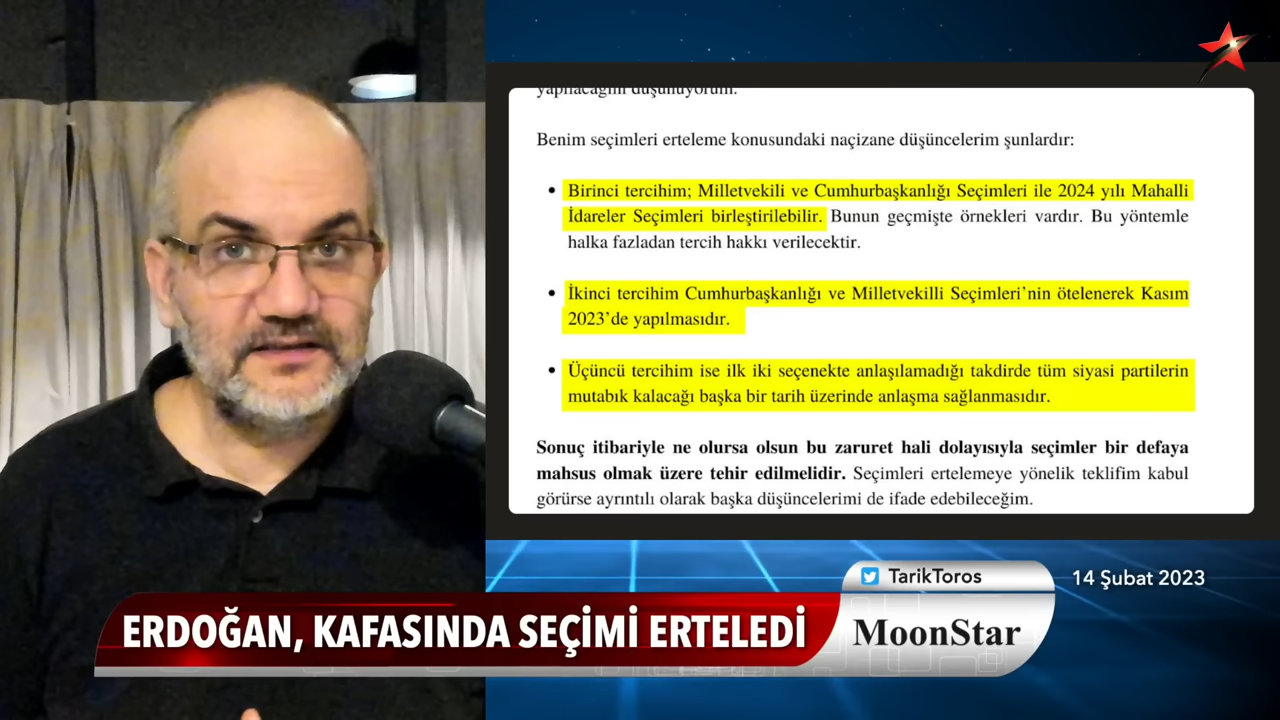 yapılacağını düşünüyorum.
Benim seçimleri erteleme konusundaki naçizane düşüncelerim şunlardır:
• Birinci tercihim; Milletvekili ve Cumhurbaşkanlığı Seçimleri ile 2024 yılı Mahalli
İdareler Seçimleri birleştirilebilir. Bunun geçmişte örnekleri vardır. Bu yöntemle
halka fazladan tercih hakkı verilecektir.
• İkinci tercihim Cumhurbaşkanlığı ve Milletvekilli Seçimleri’nin ötelenerek Kasım
2023’de yapılmasıdır.
• Üçüncü tercihim ise ilk iki seçenekte anlaşılamadığı takdirde tüm siyasi partilerin
mutabık kalacağı başka bir tarih üzerinde anlaşma sağlanmasıdır.
Sonuç itibariyle ne olursa olsun bu zaruret hali dolayısıyla seçimler bir defaya
mahsus olmak üzere tehir edilmelidir. Seçimleri ertelemeye yönelik teklifim kabul
görürse ayrıntılı olarak başka düşüncelerimi de ifade edebileceğim.
TarikToros
14 Şubat 2023
ERDOĞAN, KAFASINDA SEÇİMİ ERTELEDİ
MoonStar